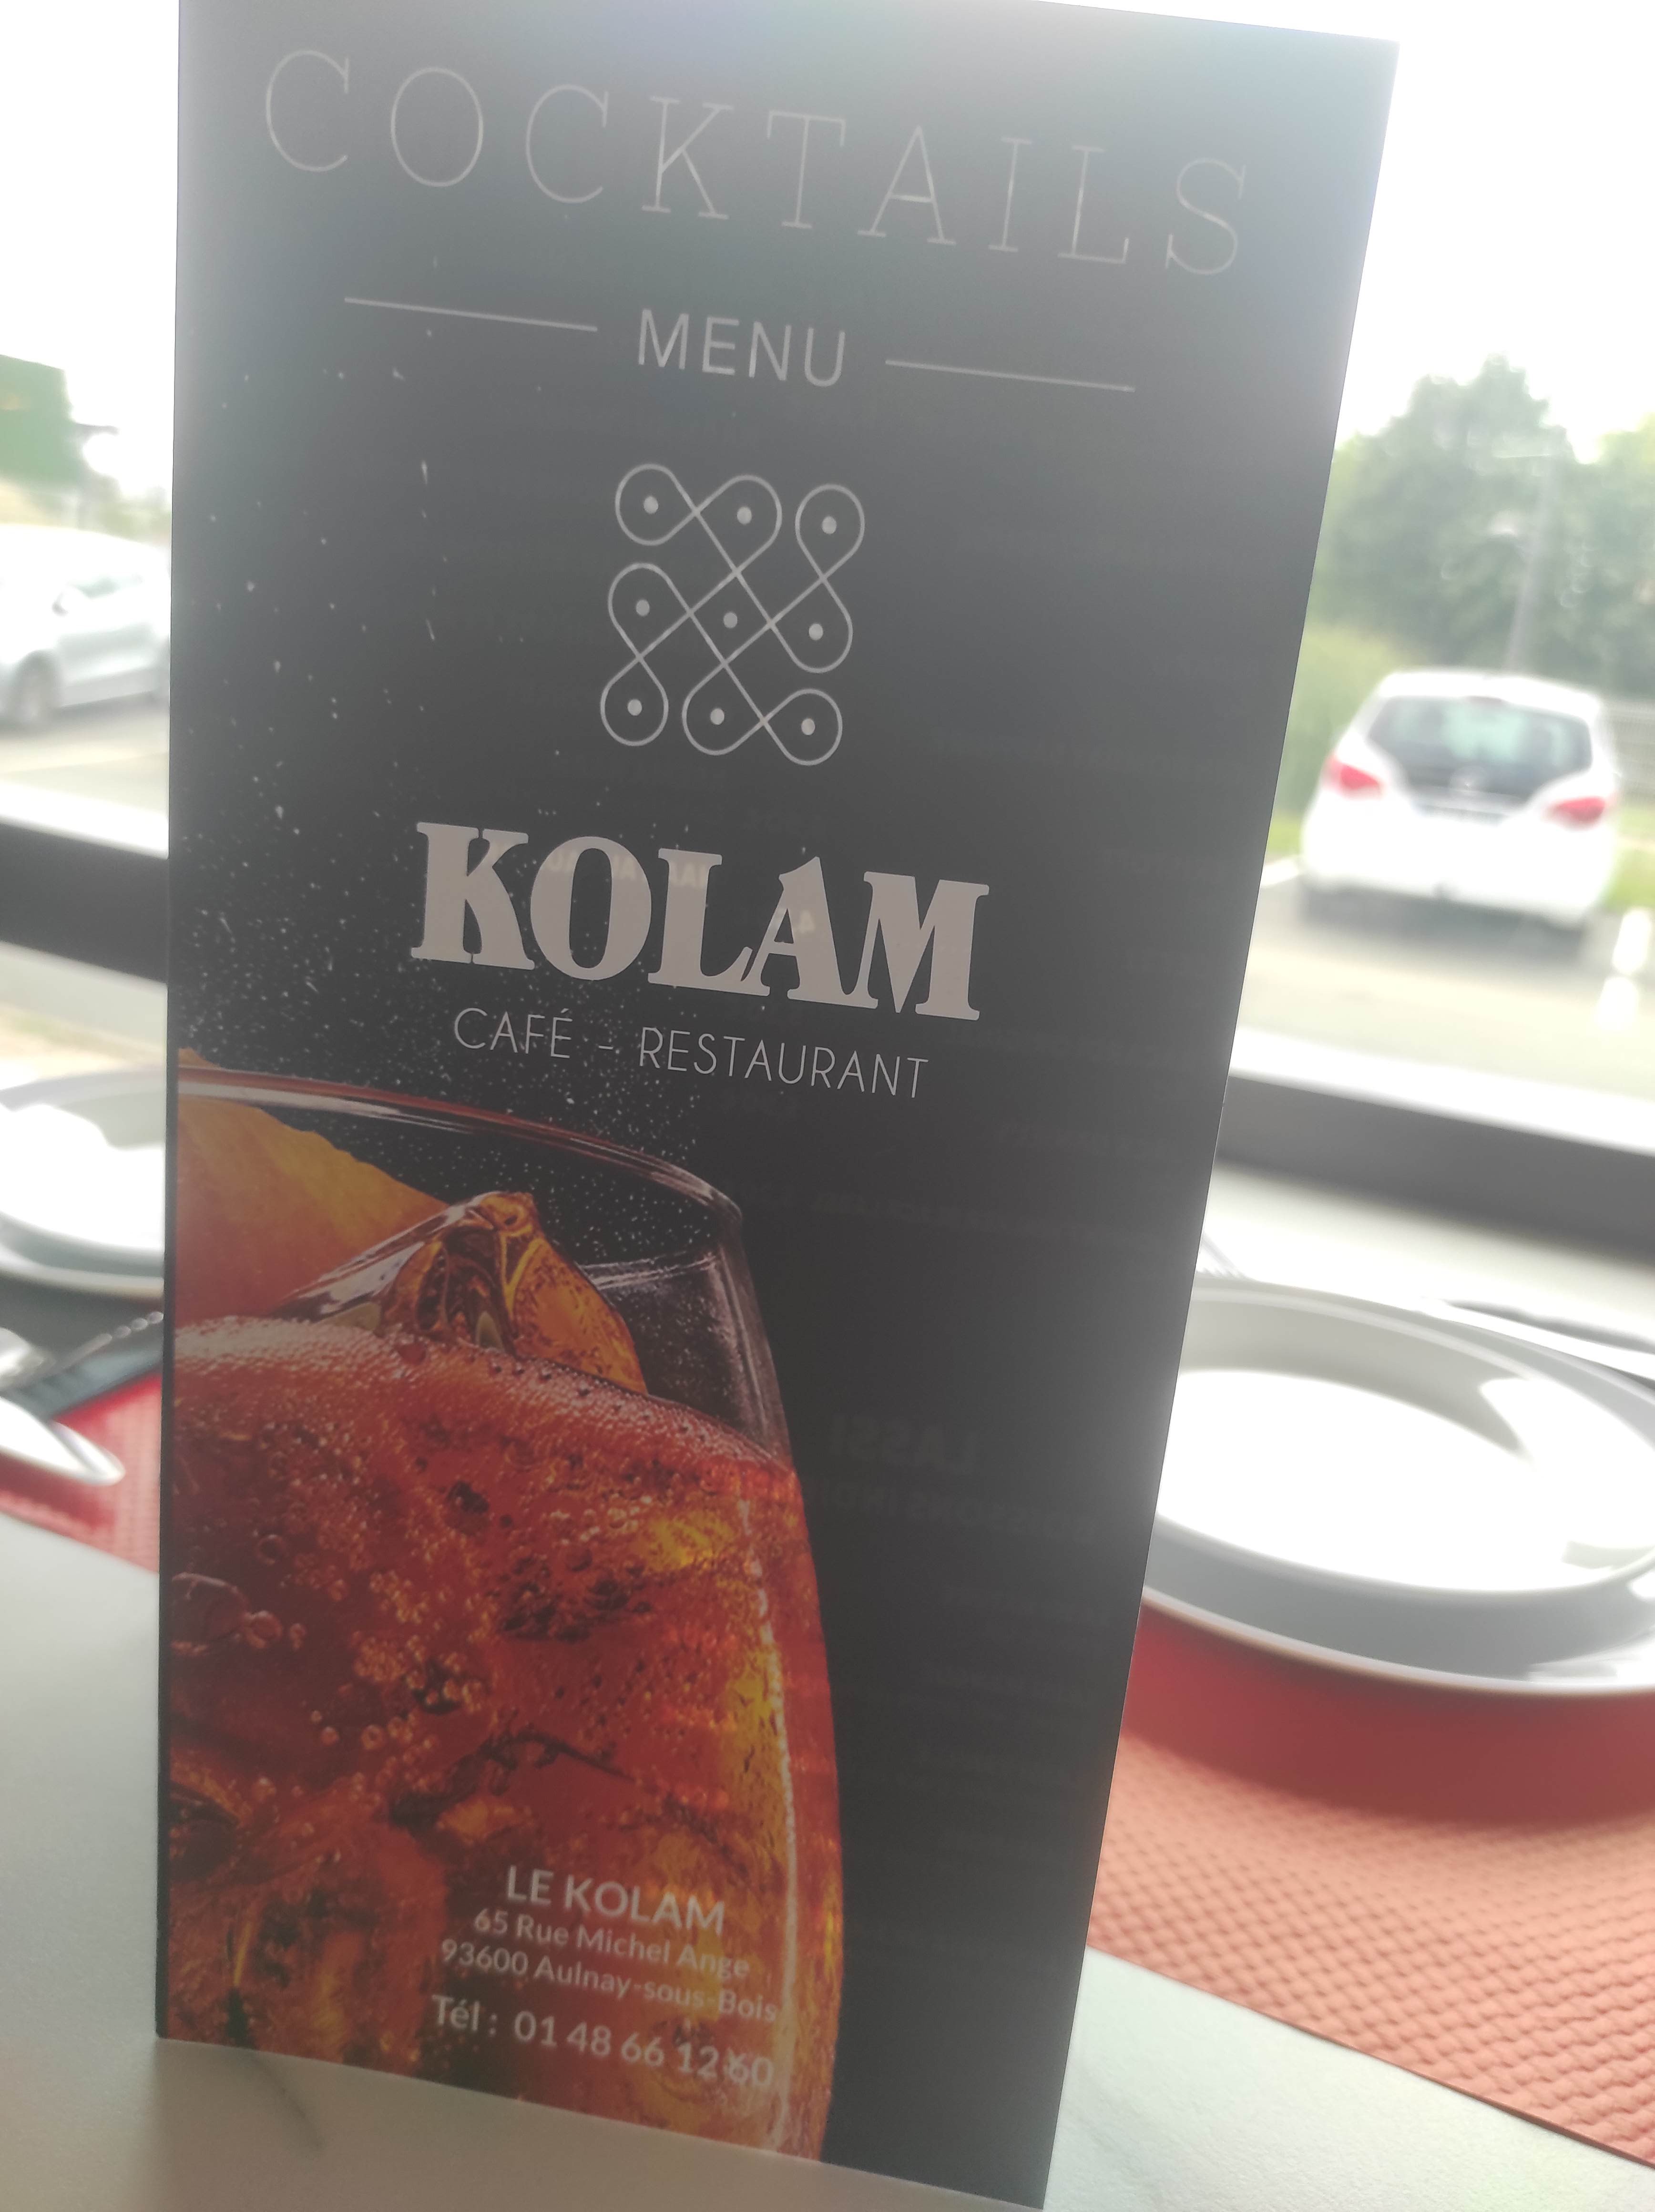 COCKTAILS
MENU
KOLAM
CAFÉ - RESTAURANT
LASSI
LE KOLAM
65 Rue Michel Ange
93600 Aulnay-sous-Bois
Tél : 01 48 66 12 60